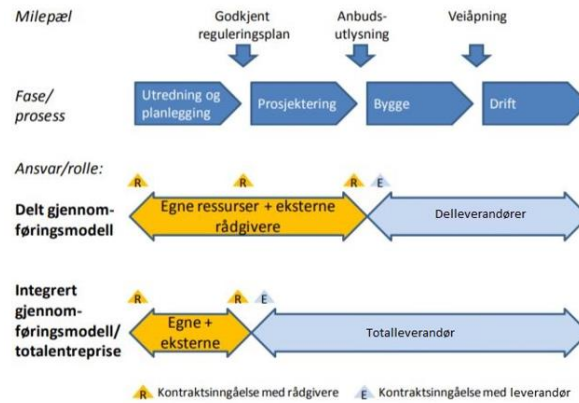 Milepæl
Godkjent
reguleringsplan
Anbuds-
utlysning
Veiåpning
Fase/
prosess
Utredning og
planlegging
Prosjektering
Bygge
Drift
Ansvar/rolle:
R
R
R
E
Delt gjennom-
føringsmodell
Egne ressurser + eksterne
rådgivere
Delleverandører
Integrert
gjennom-
føringsmodell/
totalentreprise
R
R
E
Egne +
eksterne
Totalleverandør
R Kontraktsinngåelse med rådgivere
E Kontraktsinngåelse med leverandør